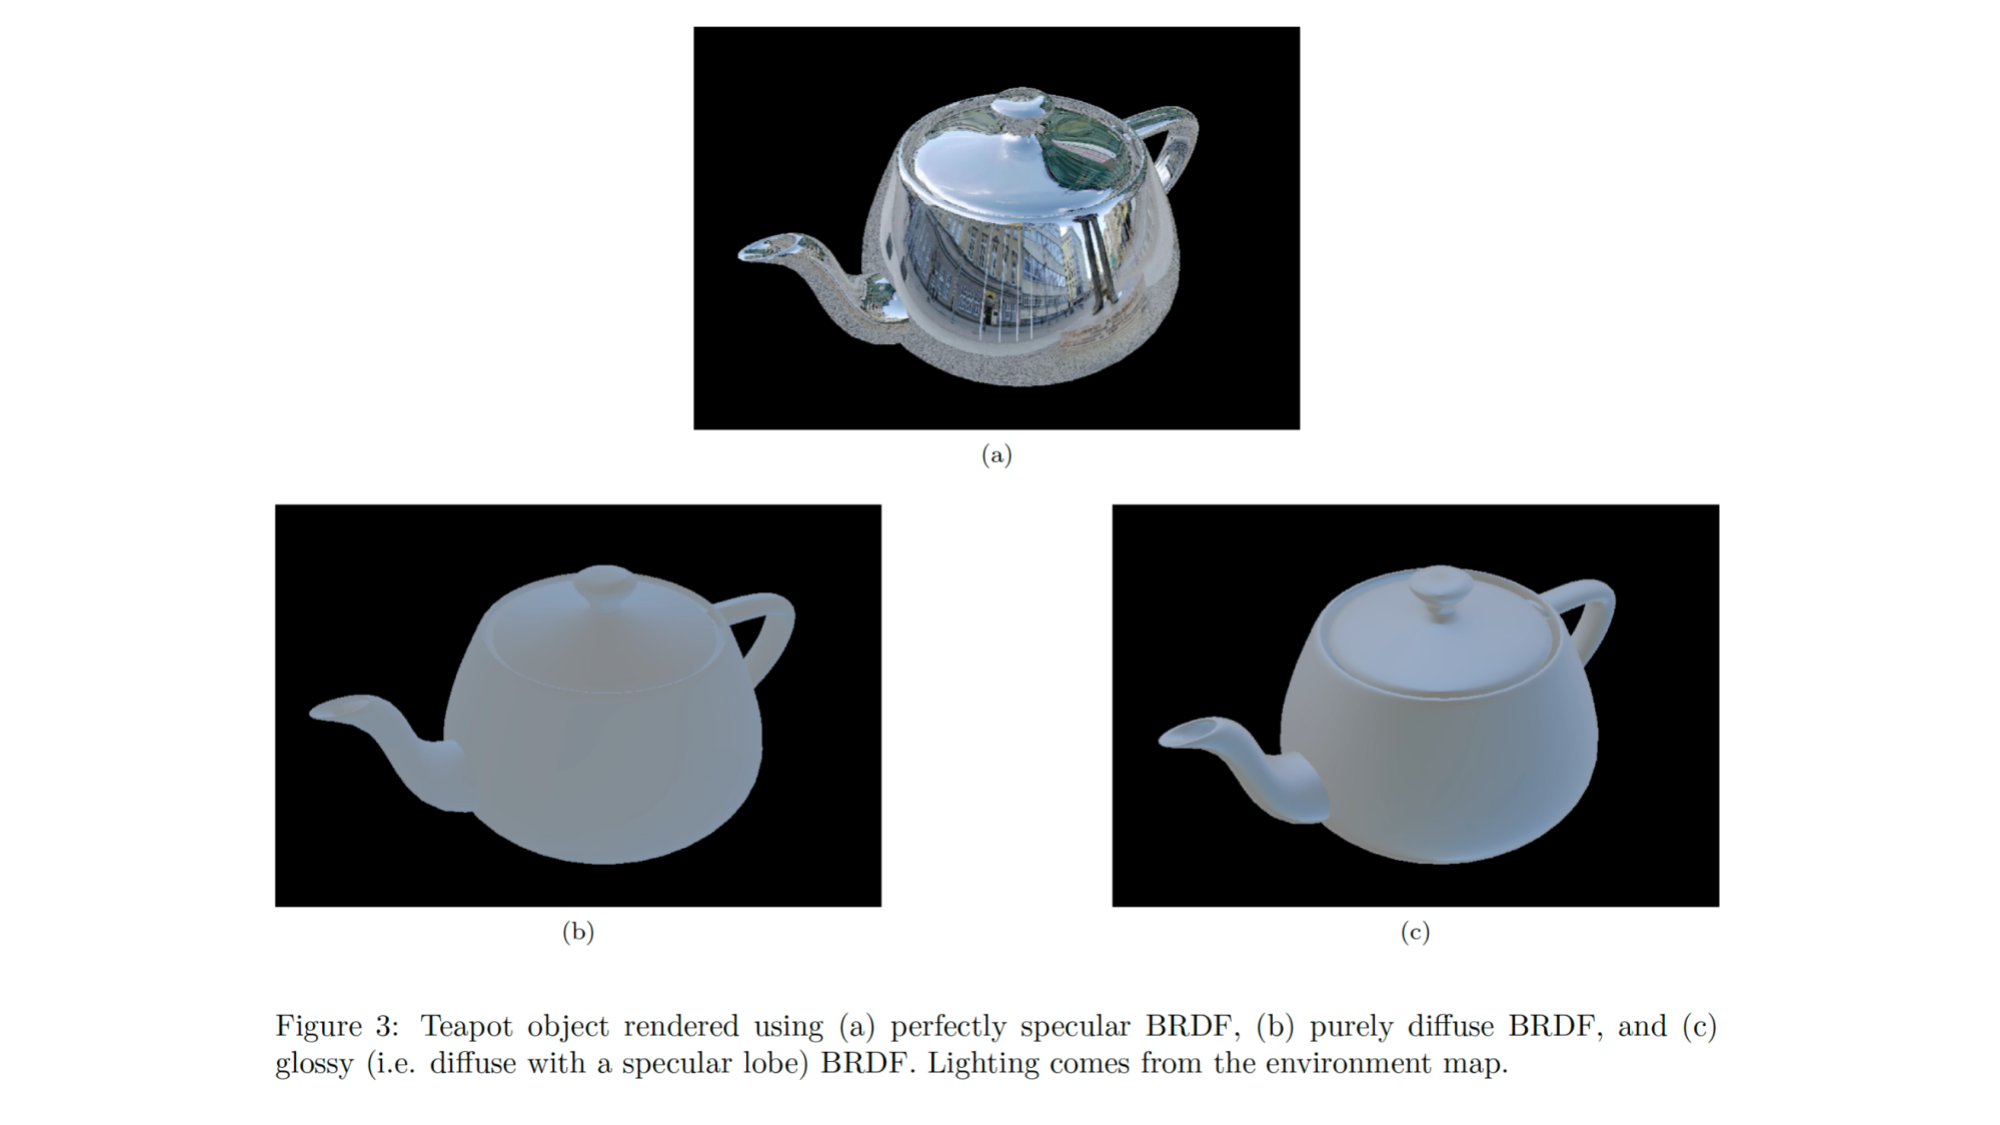 (a)
(b)
(c)
Figure 3: Teapot object rendered using (a) perfectly specular BRDF, (b) purely diffuse BRDF, and (c)
glossy (i.e. diffuse with a specular lobe) BRDF. Lighting comes from the environment map.